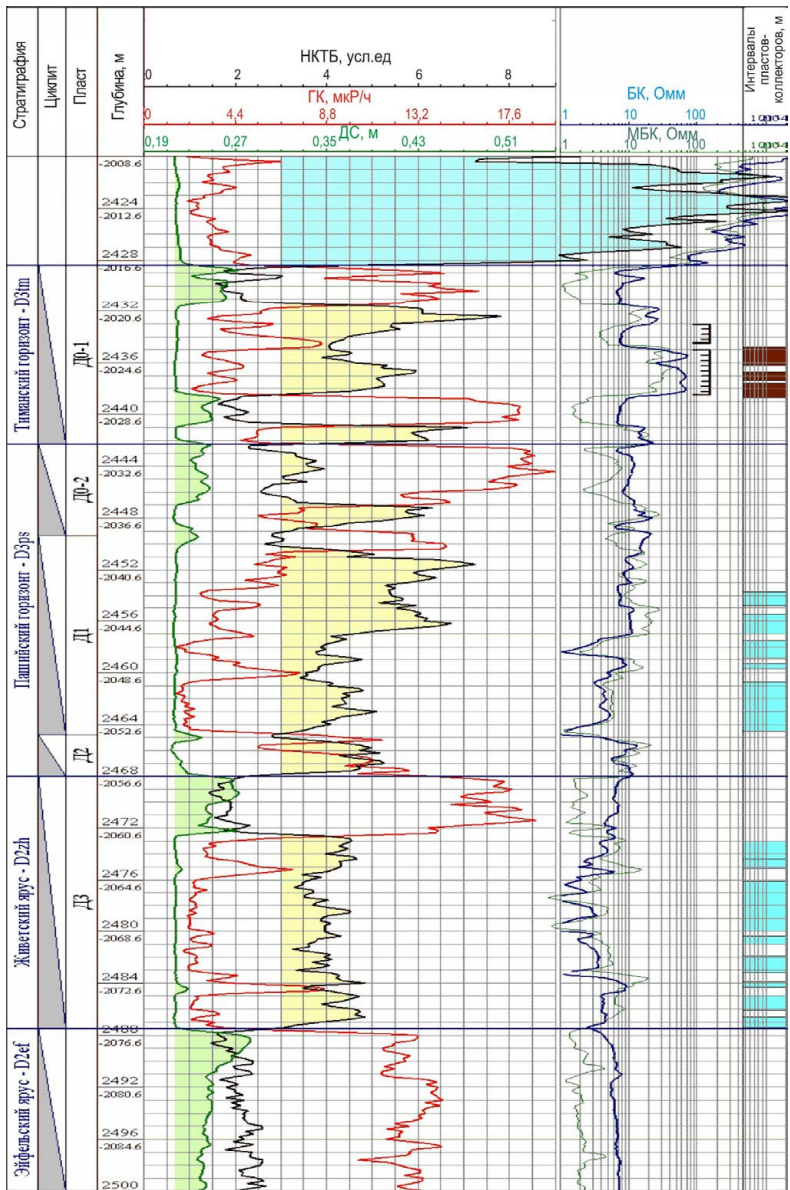 Стратиграфия
Циклит
Пласт
Глубина, м
НКТБ, усл.ед
0 2 4 6 8
ГК, мкР/ч
0 4,4 8,8 13,2 17,6
ДС, м
0,19 0,27 0,35 0,43 0,51
БК, Омм
1 10 100
МБК, Омм
1 10 100
Интервалы
пластов-
коллекторов, м
-2008.6
2424
-2012.6
2428
-2016.6
2432
-2020.6
2436
-2024.6
2440
-2028.6
2444
-2032.6
2448
-2036.6
2452
-2040.6
2456
-2044.6
2460
-2048.6
2464
-2052.6
2468
-2056.6
2472
-2060.6
2476
-2064.6
2480
-2068.6
2484
-2072.6
2488
-2076.6
2492
-2080.6
2496
-2084.6
2500
Тиманский горизонт - D3tm
Пашийский горизонт - D3ps
Живетский ярус - D2zh
Эйфельский ярус - D2ef
Д0-1
Д0-2
Д1
Д2
Д3